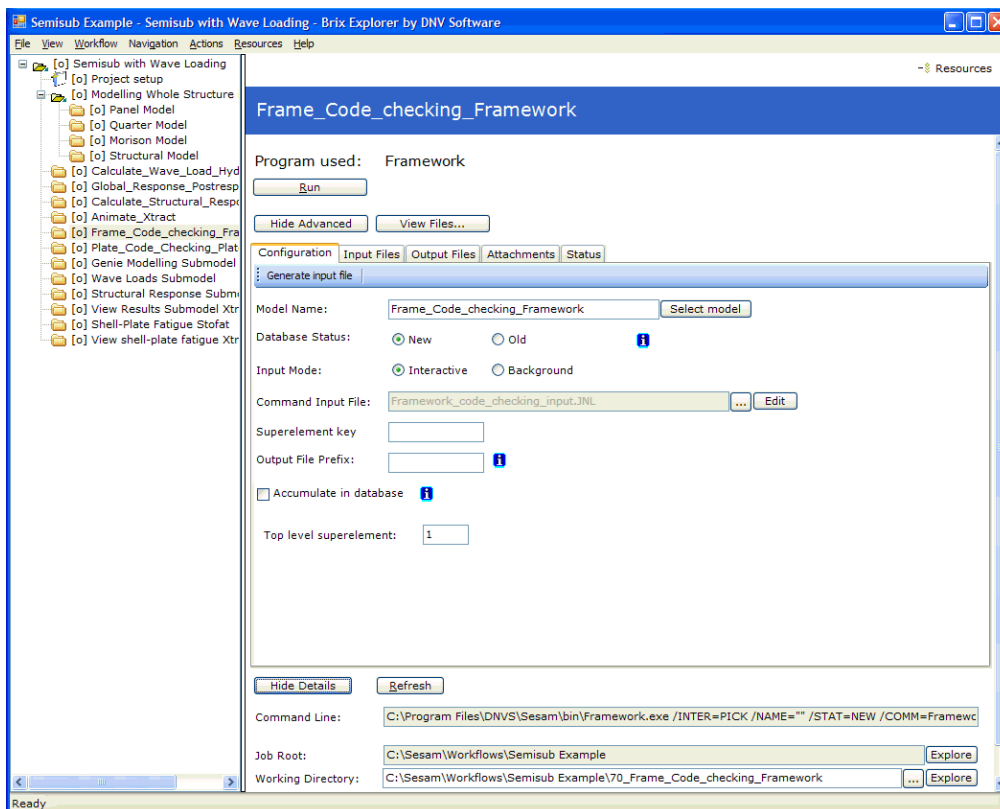 Semisub Example - Semisub with Wave Loading - Brix Explorer by DNV Software
File View Workflow Navigation Actions Resources Help
[o] Semisub with Wave Loading
[o] Project setup
[o] Modelling Whole Structure
[o] Panel Model
[o] Quarter Model
[o] Morison Model
[o] Structural Model
[o] Calculate_Wave_Load_Hyd
[o] Global_Response_Postresp
[o] Calculate_Structural_Respo
[o] Animate_Xtract
[o] Frame_Code_checking_Fra
[o] Plate_Code_Checking_Plat
[o] Genie Modelling Submodel
[o] Wave Loads Submodel
[o] Structural Response Subm
[o] View Results Submodel Xtr
[o] Shell-Plate Fatigue Stofat
[o] View shell-plate fatigue Xtr
Resources
Frame_Code_checking_Framework
Program used: Framework
Run
Hide Advanced View Files...
Configuration Input Files Output Files Attachments Status
Generate input file
Model Name: Frame_Code_checking_Framework Select model
Database Status: New Old
Input Mode: Interactive Background
Command Input File: Framework_code_checking_input.JNL ... Edit
Superelement key
Output File Prefix:
Accumulate in database
Top level superelement: 1
Hide Details Refresh
Command Line: C:\Program Files\DNVS\Sesam\bin\Framework.exe /INTER=PICK /NAME="" /STAT=NEW /COMM=Framewc
Job Root: C:\Sesam\Workflows\Semisub Example Explore
Working Directory: C:\Sesam\Workflows\Semisub Example\70_Frame_Code_checking_Framework ... Explore
Ready